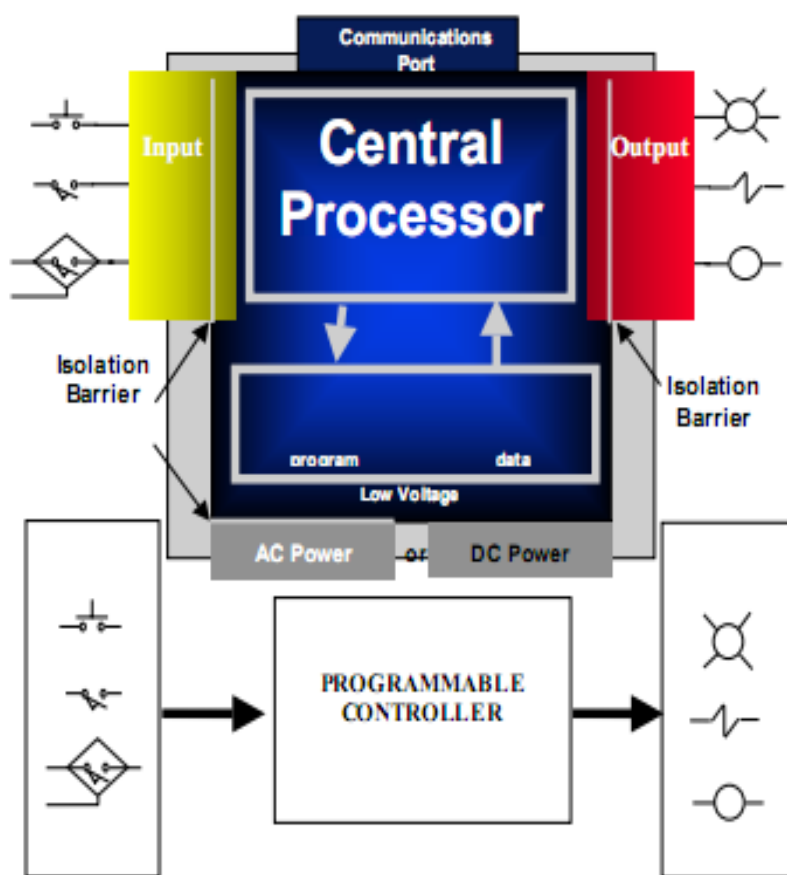 Communications
Port
Input
Central
Processor
Output
Isolation
Barrier
Isolation
Barrier
program
data
Low Voltage
AC Power
or
DC Power
PROGRAMMABLE
CONTROLLER